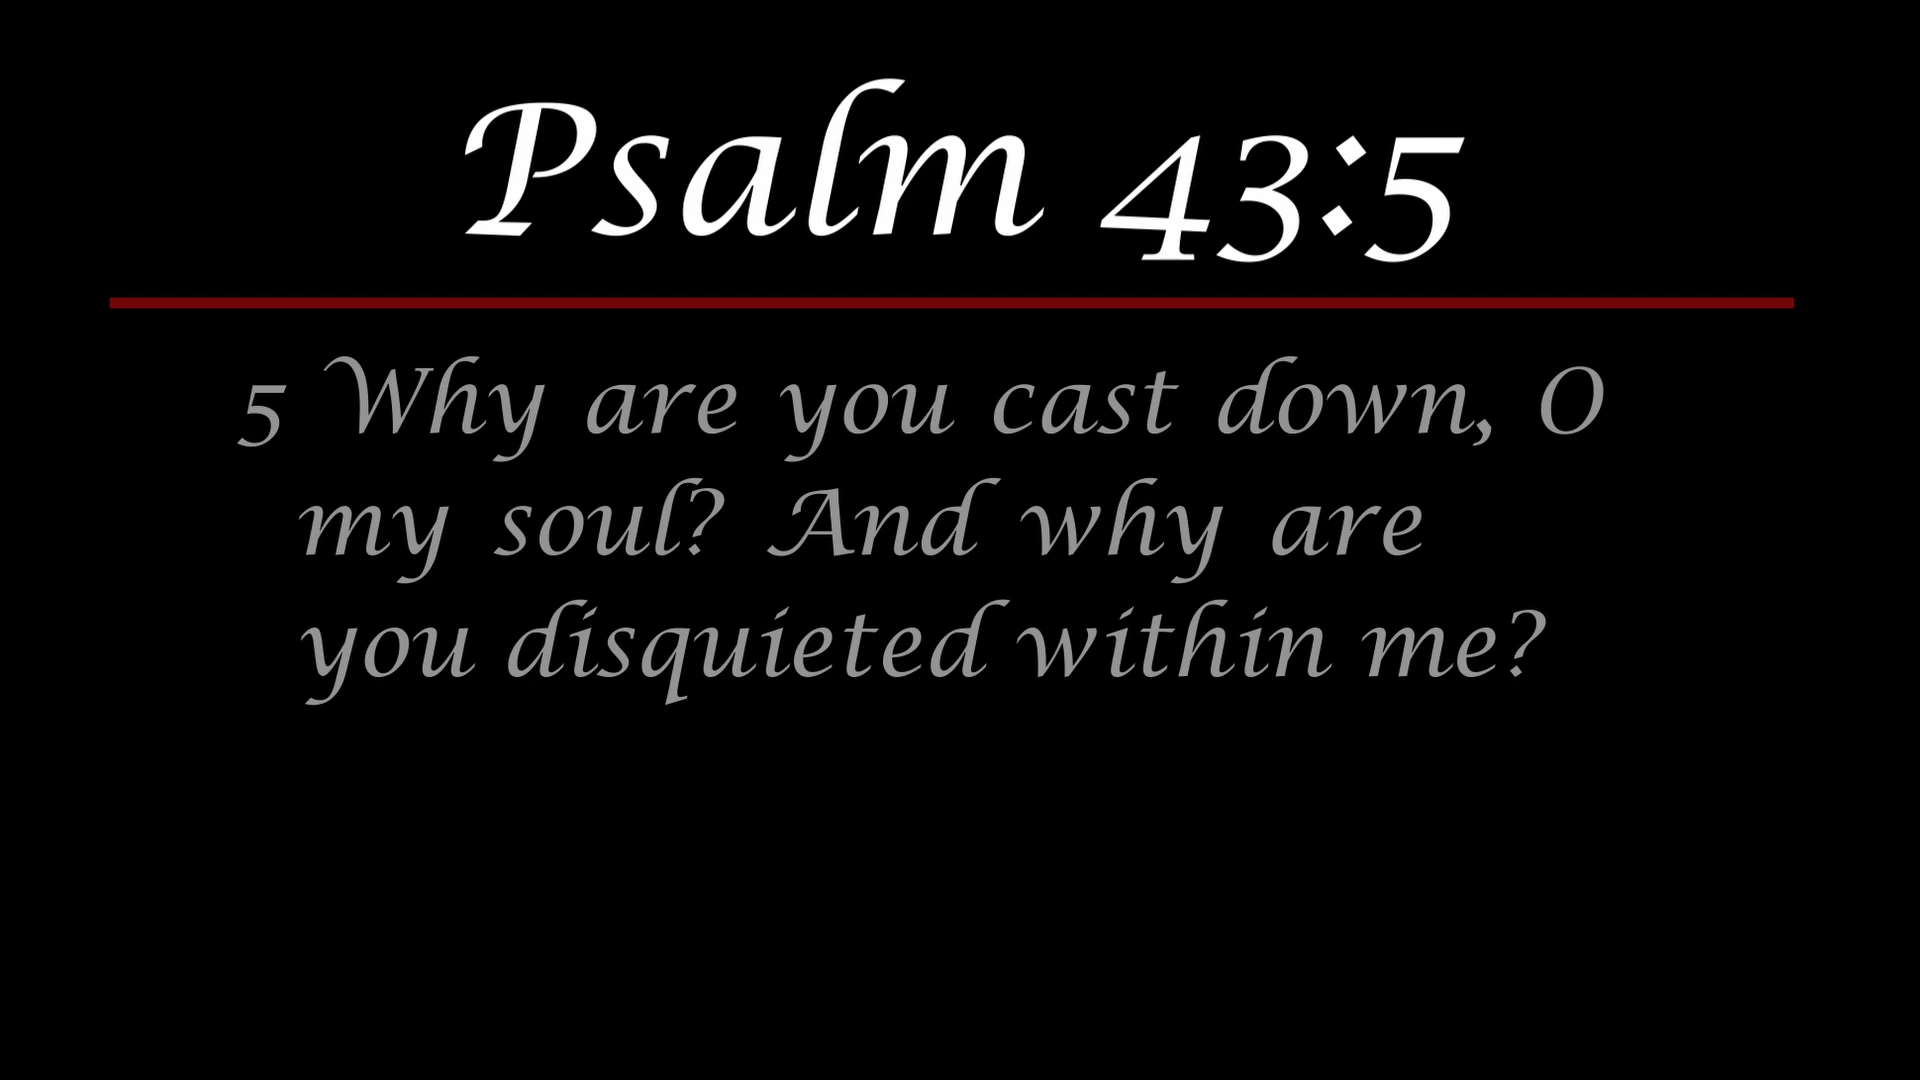 Psalm 43:5
5 Why are you cast down, O
my soul? And why are
you disquieted within me?